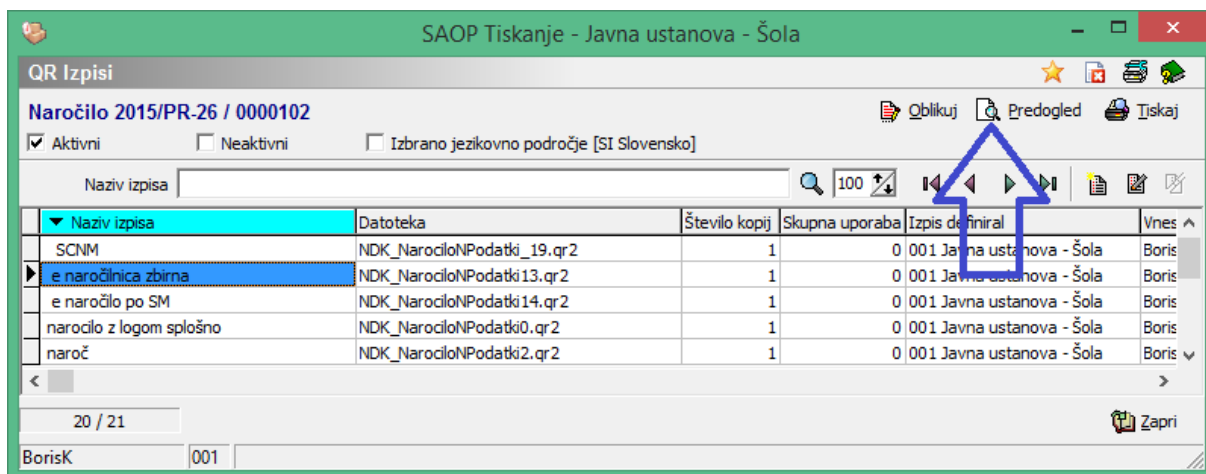 SAOP Tiskanje - Javna ustanova - Šola
QR Izpisi
Naročilo 2015/PR-26 / 0000102
Oblikuj Predogled Tiskaj
Aktivni Neaktivni Izbrano jezikovno področje [SI Slovensko]
Naziv izpisa 100
Naziv izpisa Datoteka Število kopij Skupna uporaba Izpis definiral Vnes
SCNM NDK_NarociloNPodatki_19.qr2 1 0 001 Javna ustanova - Šola Boris
e naročilnica zbirna NDK_NarociloNPodatki13.qr2 1 0 001 Javna ustanova - Šola Boris
e naročilo po SM NDK_NarociloNPodatki14.qr2 1 0 001 Javna ustanova - Šola Boris
narocilo z logom splošno NDK_NarociloNPodatki0.qr2 1 0 001 Javna ustanova - Šola Boris
naroč NDK_NarociloNPodatki2.qr2 1 0 001 Javna ustanova - Šola Boris
20 / 21
Zapri
BorisK 001